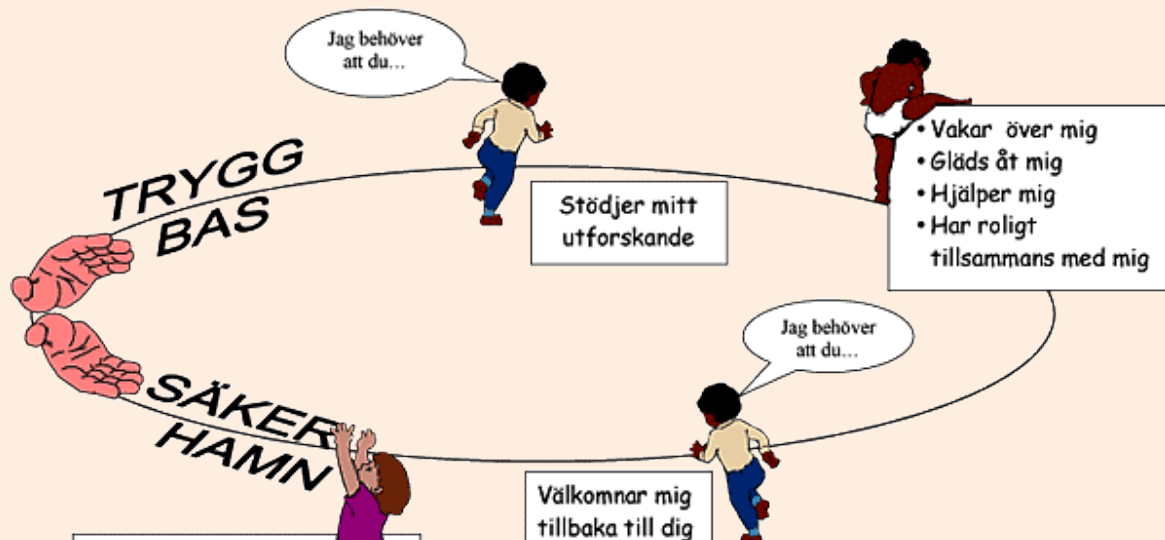 Jag behöver
att du...
TRYGG
BAS
Stödjer mitt
utforskande
• Vakar över mig
• Gläds åt mig
• Hjälper mig
• Har roligt
tillsammans med mig
Jag behöver
att du...
SÄKER
HAMN
Välkomnar mig
tillbaka till dig